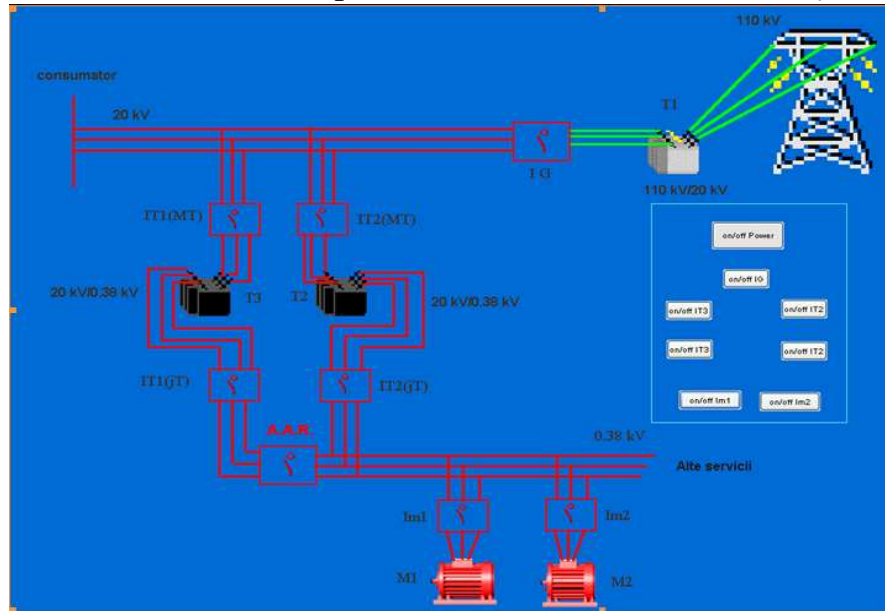 110 kV
consumator
20 kV
T1
I G
110 kV/20 kV
IT1(MT)
IT2(MT)
on/off Power
on/off IG
20 kV/0.38 kV
T3
T2
20 kV/0.38 kV
on/off IT3
on/off IT2
on/off IT3
on/off IT2
IT1(jT)
IT2(jT)
on/off Im1
on/off Im2
A.A.R.
0.38 kV
Alte servicii
Im1
Im2
M1
M2